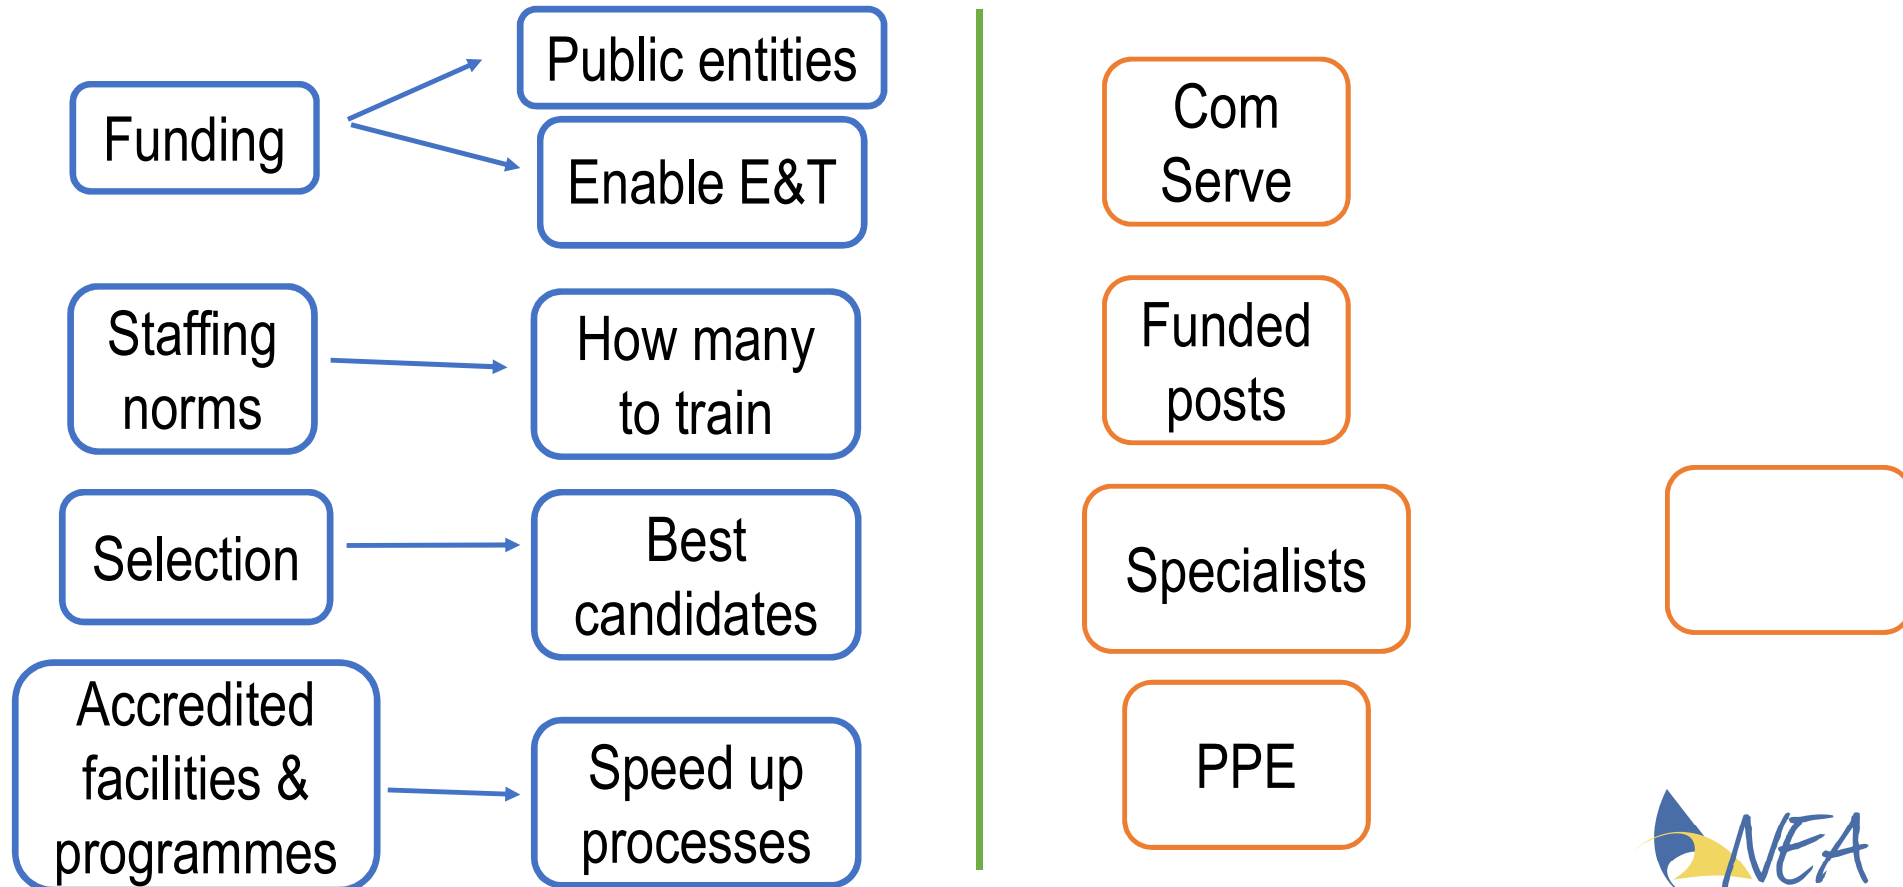 Funding
Public entities
Enable E&T
Staffing
norms
How many
to train
Selection
Best
candidates
Accredited
facilities &
programmes
Speed up
processes
Com
Serve
Funded
posts
Specialists
PPE
NEA